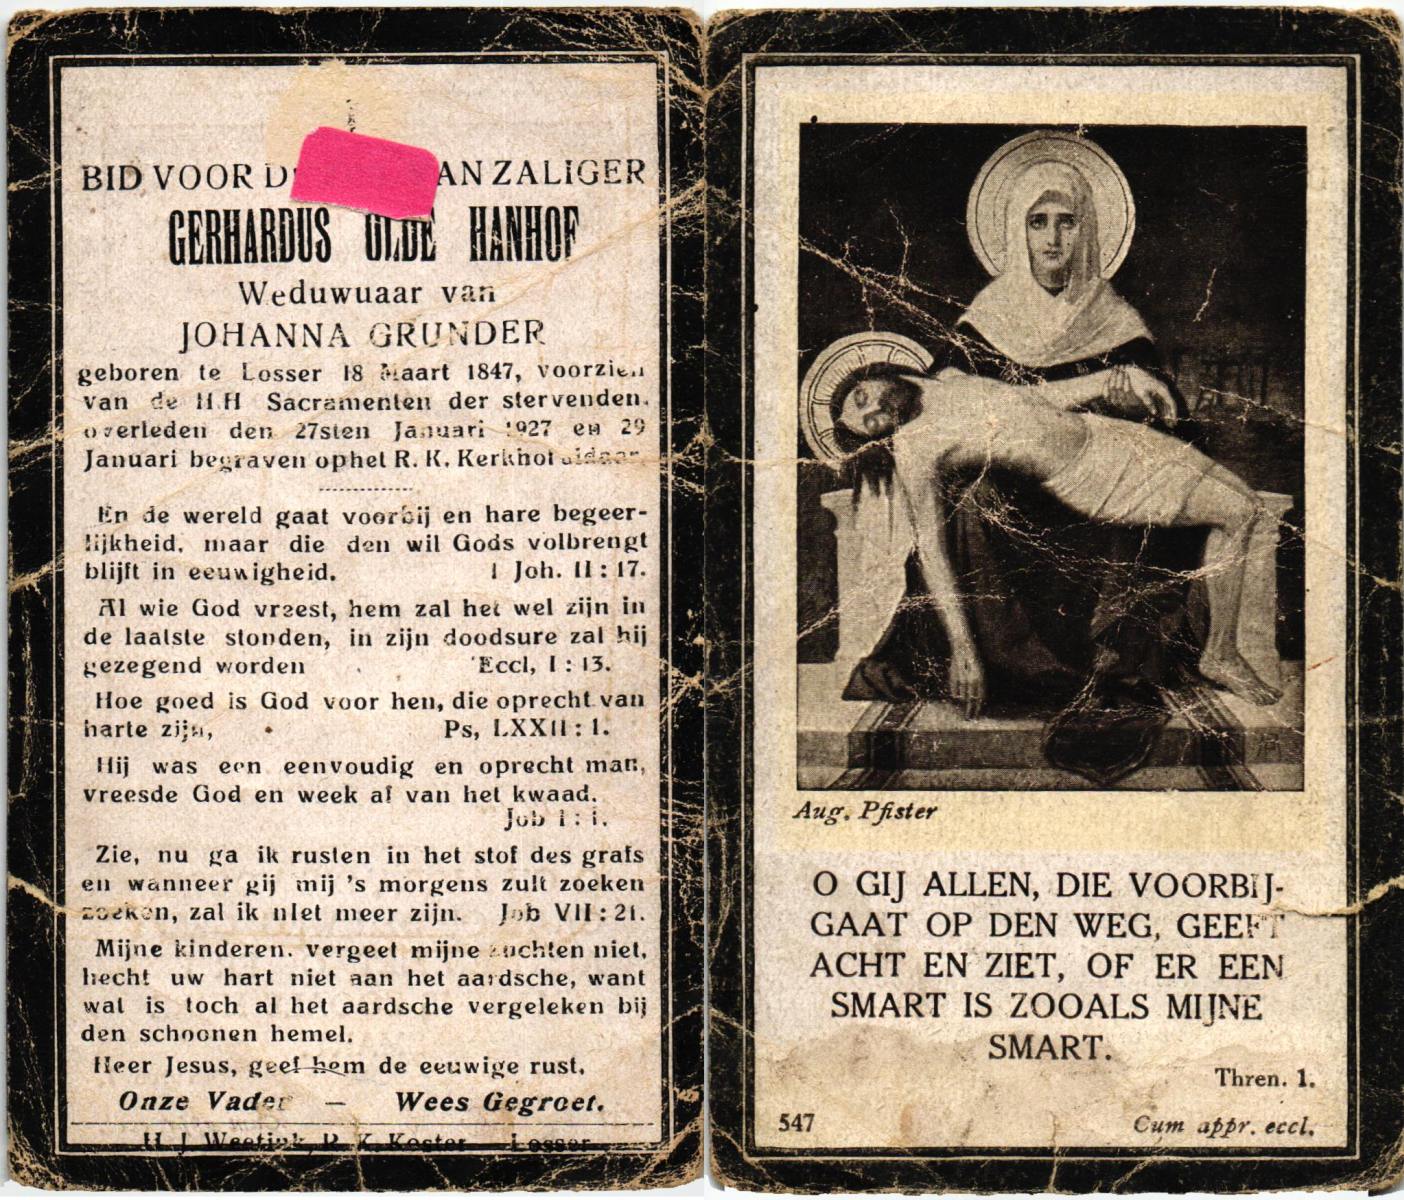 BID VOOR D AN ZALIGER
GERHARDUS OLDE HANHOF
Weduwuaar van
JOHANNA GRUNDER
geboren te Losser 18 Maart 1847, voorzien
van de H.H Sacramenten der stervenden.
overleden den 27sten Januari 1927 en 29
Januari begraven ophet R. K. Kerkhof aldaar.
En de wereld gaat voorbij en hare begeer-
lijkheid. maar die den wil Gods volbrengt
blijft in eeuwigheid. I Joh. II : 17.
Al wie God vreest, hem zal het wel zijn in
de laatste stonden, in zijn doodsure zal hij
gezegend worden Eccl, I : 13.
Hoe goed is God voor hen, die oprecht van
harte zijn, Ps, LXXII : 1.
Hij was een eenvoudig en oprecht man,
vreesde God en week af van het kwaad.
Job I : 1.
Zie, nu ga ik rusten in het stof des grafs
en wanneer gij mij 's morgens zult zoeken
zoeken, zal ik niet meer zijn. Job VII : 21.
Mijne kinderen. vergeet mijne zuchten niet,
hecht uw hart niet aan het aardsche, want
wat is toch al het aardsche vergeleken bij
den schoonen hemel.
Heer Jesus, geef hem de eeuwige rust.
Onze Vader — Wees Gegroet.
H. J. Weetink, R. K. Koster — Losser
Aug. Pfister
O GIJ ALLEN, DIE VOORBIJ-
GAAT OP DEN WEG, GEEFT
ACHT EN ZIET, OF ER EEN
SMART IS ZOOALS MIJNE
SMART.
Thren. 1.
547 Cum appr. eccl.